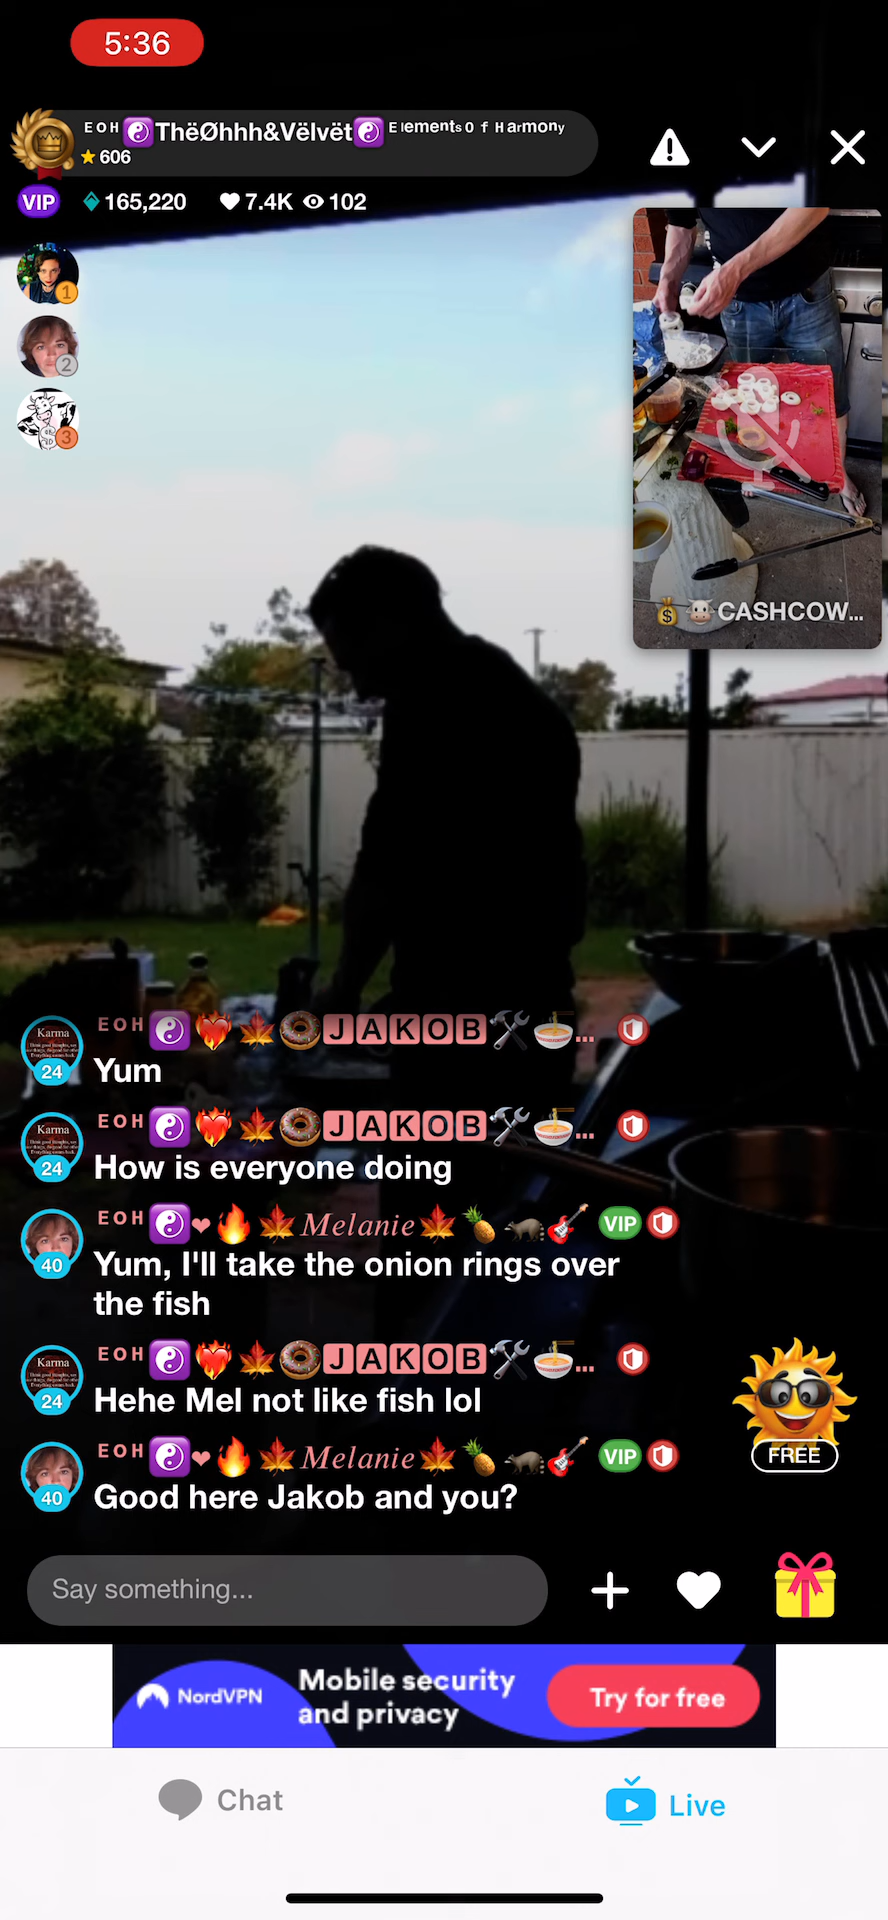 5:36
EOH☯️ThëØhhh&Vëlvët☯️ Elements Of Harmony
⭐606
VIP 165,220 7.4K 102
1
2
3
💰🐮CASHCOW...
Karma
24
EOH☯️❤️‍🔥🍁🍩JAKOB🛠️🍜...
Yum
Karma
24
EOH☯️❤️‍🔥🍁🍩JAKOB🛠️🍜...
How is everyone doing
40
EOH☯️❤️🔥🍁Melanie🍁🍍🦡🎸 VIP
Yum, I'll take the onion rings over
the fish
Karma
24
EOH☯️❤️‍🔥🍁🍩JAKOB🛠️🍜...
Hehe Mel not like fish lol
40
EOH☯️❤️🔥🍁Melanie🍁🍍🦡🎸 VIP
Good here Jakob and you?
FREE
Say something...
NordVPN
Mobile security
and privacy
Try for free
Chat
Live